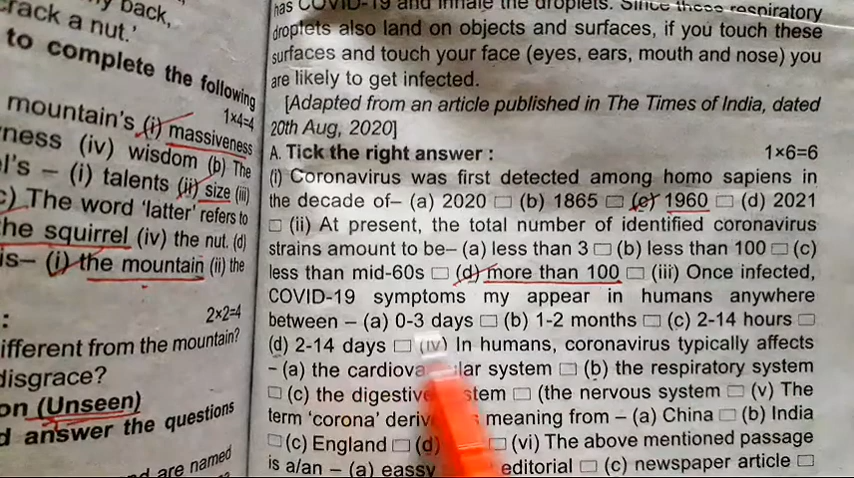 rack a nut.'
to complete the following
1×4=4
mountain's (i) massiveness
ness (iv) wisdom (b) The
l's – (i) talents (ii) size (iii)
c) The word 'latter' refers to
he squirrel (iv) the nut. (d)
is– (i) the mountain (ii) the
:
2×2=4
ifferent from the mountain?
disgrace?
on (Unseen)
d answer the questions
are named
has COVID-19 and inhale the droplets. Since these respiratory
droplets also land on objects and surfaces, if you touch these
surfaces and touch your face (eyes, ears, mouth and nose) you
are likely to get infected.
[Adapted from an article published in The Times of India, dated
20th Aug, 2020]
A. Tick the right answer : 1×6=6
(i) Coronavirus was first detected among homo sapiens in
the decade of– (a) 2020 □ (b) 1865 □ (c) 1960 □ (d) 2021
□ (ii) At present, the total number of identified coronavirus
strains amount to be– (a) less than 3 □ (b) less than 100 □ (c)
less than mid-60s □ (d) more than 100 □ (iii) Once infected,
COVID-19 symptoms my appear in humans anywhere
between – (a) 0-3 days □ (b) 1-2 months □ (c) 2-14 hours □
(d) 2-14 days □ (iv) In humans, coronavirus typically affects
– (a) the system □ (b) the respiratory system
□ (c) the □ (the nervous system □ (v) The
term 'corona' meaning from – (a) China □ (b) India
□ (c) England □ (d) □ (vi) The above mentioned passage
is a/an – (a) eassy editorial □ (c) newspaper article □